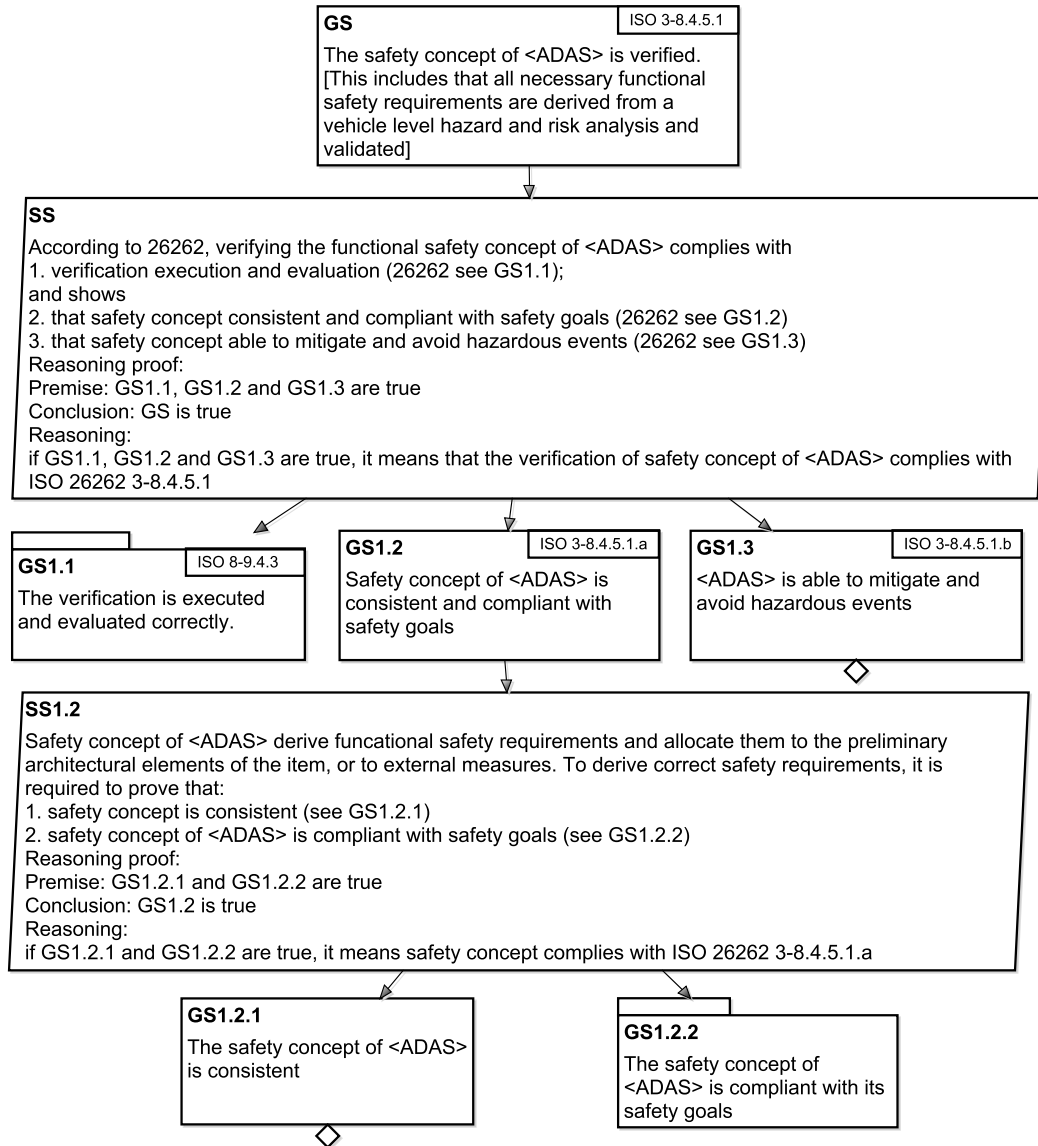 GS
ISO 3-8.4.5.1
The safety concept of <ADAS> is verified.
[This includes that all necessary functional
safety requirements are derived from a
vehicle level hazard and risk analysis and
validated]
SS
According to 26262, verifying the functional safety concept of <ADAS> complies with
1. verification execution and evaluation (26262 see GS1.1);
and shows
2. that safety concept consistent and compliant with safety goals (26262 see GS1.2)
3. that safety concept able to mitigate and avoid hazardous events (26262 see GS1.3)
Reasoning proof:
Premise: GS1.1, GS1.2 and GS1.3 are true
Conclusion: GS is true
Reasoning:
if GS1.1, GS1.2 and GS1.3 are true, it means that the verification of safety concept of <ADAS> complies with
ISO 26262 3-8.4.5.1
GS1.1
ISO 8-9.4.3
The verification is executed
and evaluated correctly.
GS1.2
ISO 3-8.4.5.1.a
Safety concept of <ADAS> is
consistent and compliant with
safety goals
GS1.3
ISO 3-8.4.5.1.b
<ADAS> is able to mitigate and
avoid hazardous events
SS1.2
Safety concept of <ADAS> derive funcational safety requirements and allocate them to the preliminary
architectural elements of the item, or to external measures. To derive correct safety requirements, it is
required to prove that:
1. safety concept is consistent (see GS1.2.1)
2. safety concept of <ADAS> is compliant with safety goals (see GS1.2.2)
Reasoning proof:
Premise: GS1.2.1 and GS1.2.2 are true
Conclusion: GS1.2 is true
Reasoning:
if GS1.2.1 and GS1.2.2 are true, it means safety concept complies with ISO 26262 3-8.4.5.1.a
GS1.2.1
The safety concept of <ADAS>
is consistent
GS1.2.2
The safety concept of
<ADAS> is compliant with its
safety goals